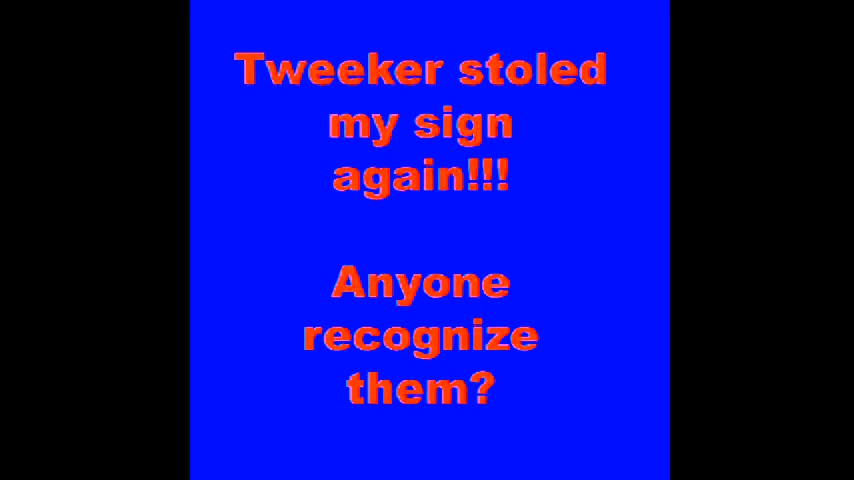 Tweeker stoled
my sign
again!!!
Anyone
recognize
them?